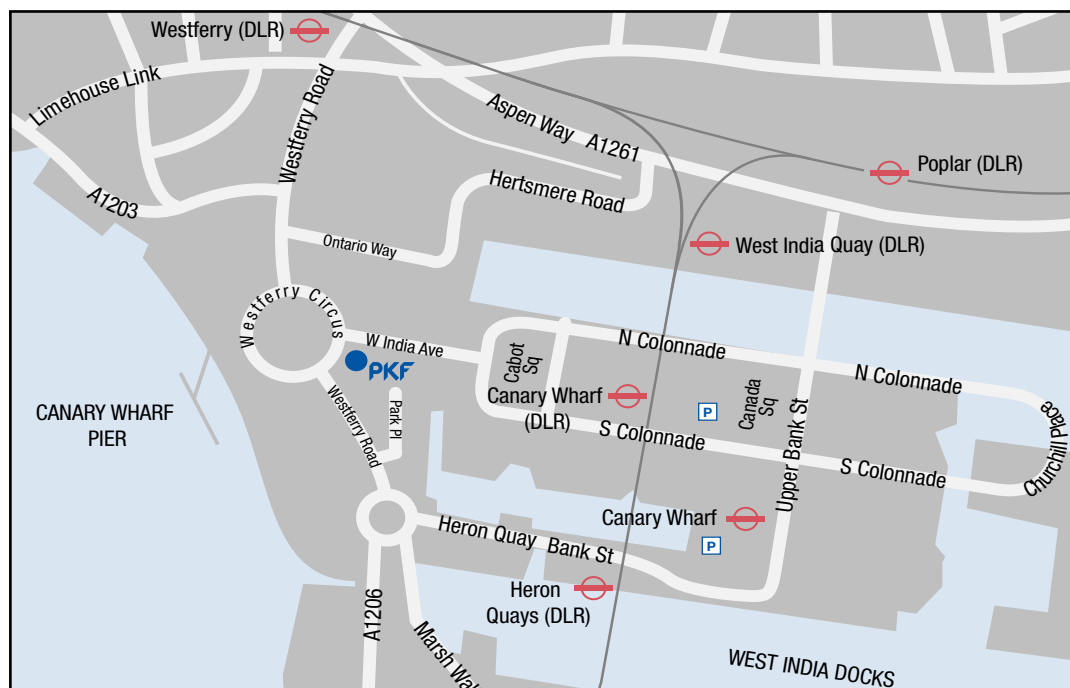 Westferry (DLR)
Limehouse Link
Westferry Road
Aspen Way A1261
Poplar (DLR)
A1203
Hertsmere Road
Ontario Way
West India Quay (DLR)
Westferry Circus
W India Ave
N Colonnade
N Colonnade
Cabot
Sq
PKF
Canary Wharf
(DLR)
P
Canada
Sq
Churchill Place
CANARY WHARF
PIER
Westferry Road
Park Pl
S Colonnade
S Colonnade
Upper Bank St
Canary Wharf
P
Heron Quay Bank St
Heron
Quays (DLR)
A1206
WEST INDIA DOCKS